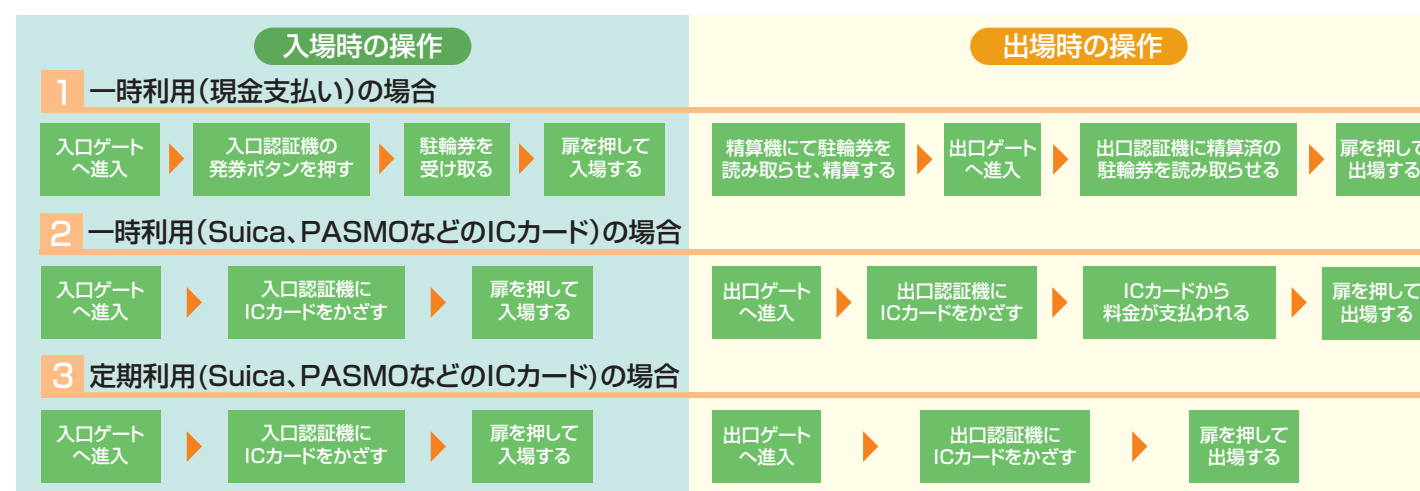 入場時の操作
出場時の操作
1 一時利用(現金支払い)の場合
入口ゲート
へ進入
入口認証機の
発券ボタンを押す
駐輪券を
受け取る
扉を押して
入場する
精算機にて駐輪券を
読み取らせ、精算する
出口ゲート
へ進入
出口認証機に精算済の
駐輪券を読み取らせる
扉を押して
出場する
2 一時利用(Suica、PASMOなどのICカード)の場合
入口ゲート
へ進入
入口認証機に
ICカードをかざす
扉を押して
入場する
出口ゲート
へ進入
出口認証機に
ICカードをかざす
ICカードから
料金が支払われる
扉を押して
出場する
3 定期利用(Suica、PASMOなどのICカード)の場合
入口ゲート
へ進入
入口認証機に
ICカードをかざす
扉を押して
入場する
出口ゲート
へ進入
出口認証機に
ICカードをかざす
扉を押して
出場する